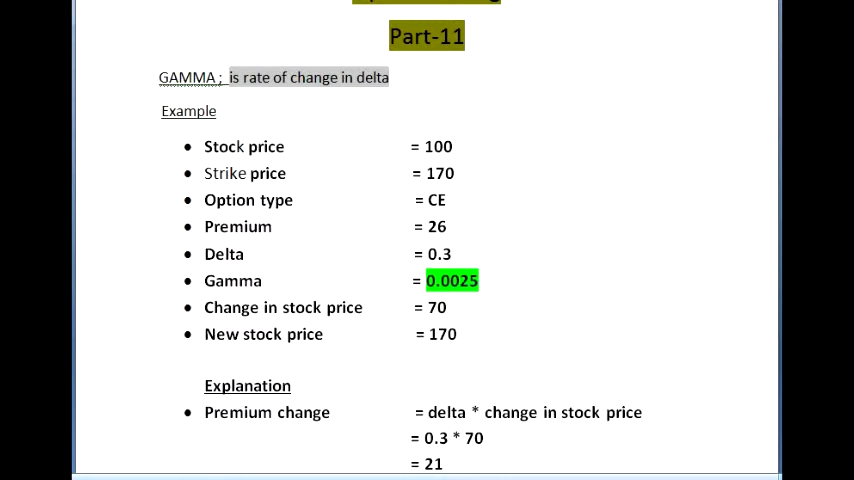 Part-11
GAMMA ; is rate of change in delta
Example
• Stock price = 100
• Strike price = 170
• Option type = CE
• Premium = 26
• Delta = 0.3
• Gamma = 0.0025
• Change in stock price = 70
• New stock price = 170
Explanation
• Premium change = delta * change in stock price
= 0.3 * 70
= 21